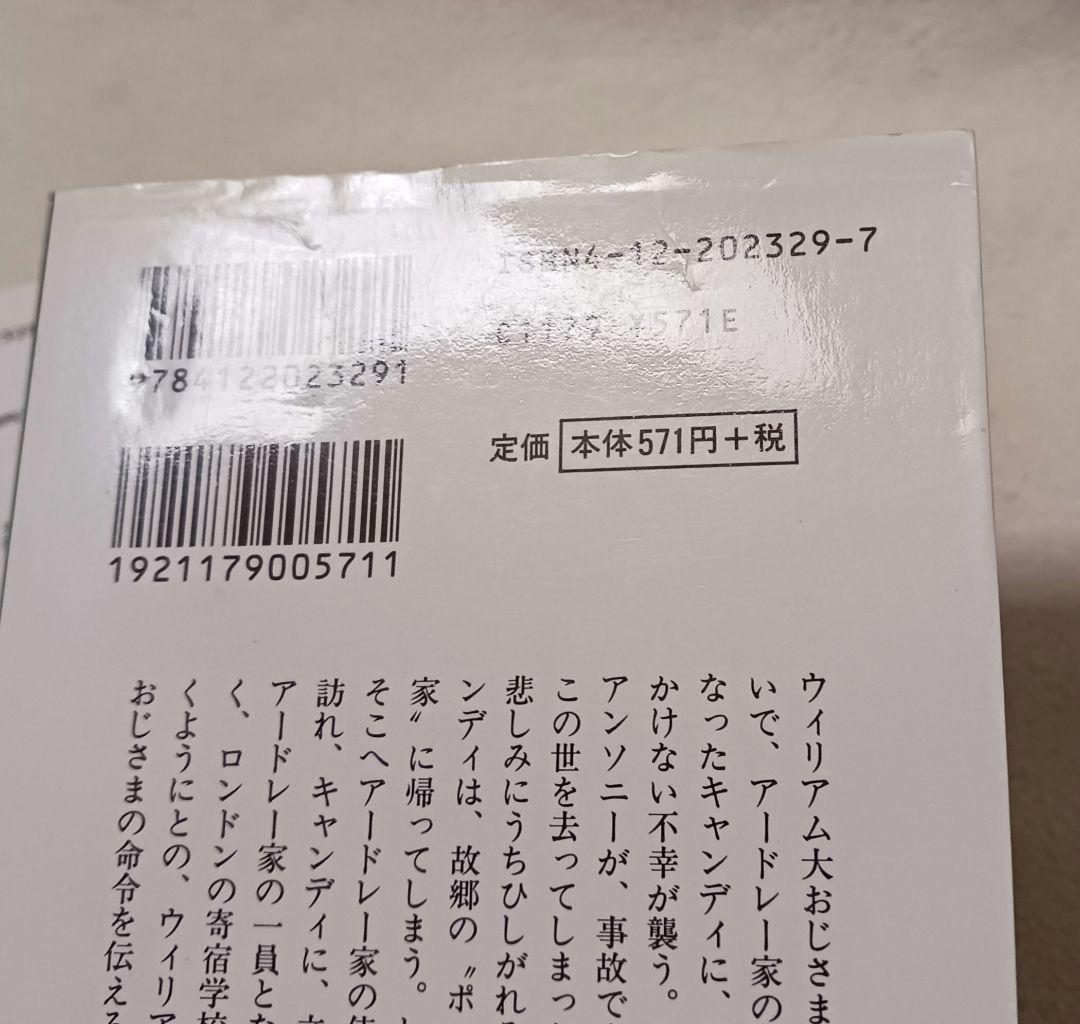 ISBN4-12-202329-7
C1179 ¥571E
9784122023291
定価 本体571円＋税
1921179005711
ウィリアム大おじさま
いで、アードレー家の
なったキャンディに、
かけない不幸が襲う。
アンソニーが、事故で
この世を去ってしまっ
悲しみにうちひしがれ
ンディは、故郷の〝ポ
家〟に帰ってしまう。
そこへアードレー家の
訪れ、キャンディに、
アードレー家の一員と
く、ロンドンの寄宿学校
くようにとの、ウィリア
おじさまの命令を伝える